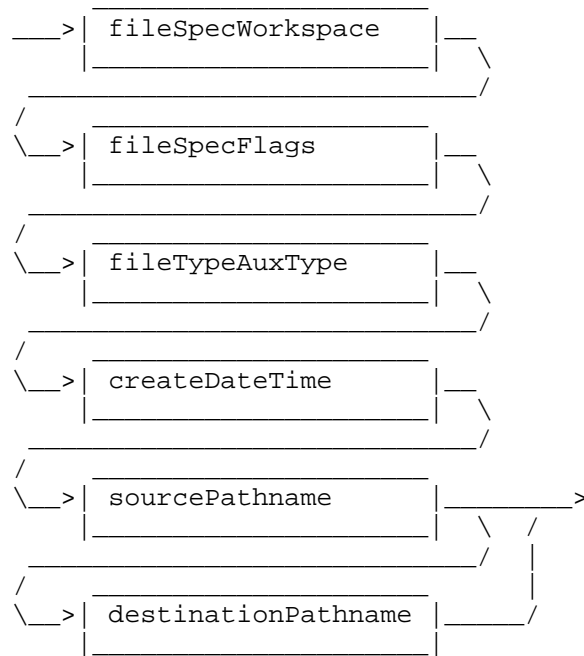 fileSpecWorkspace
fileSpecFlags
fileTypeAuxType
createDateTime
sourcePathname
destinationPathname